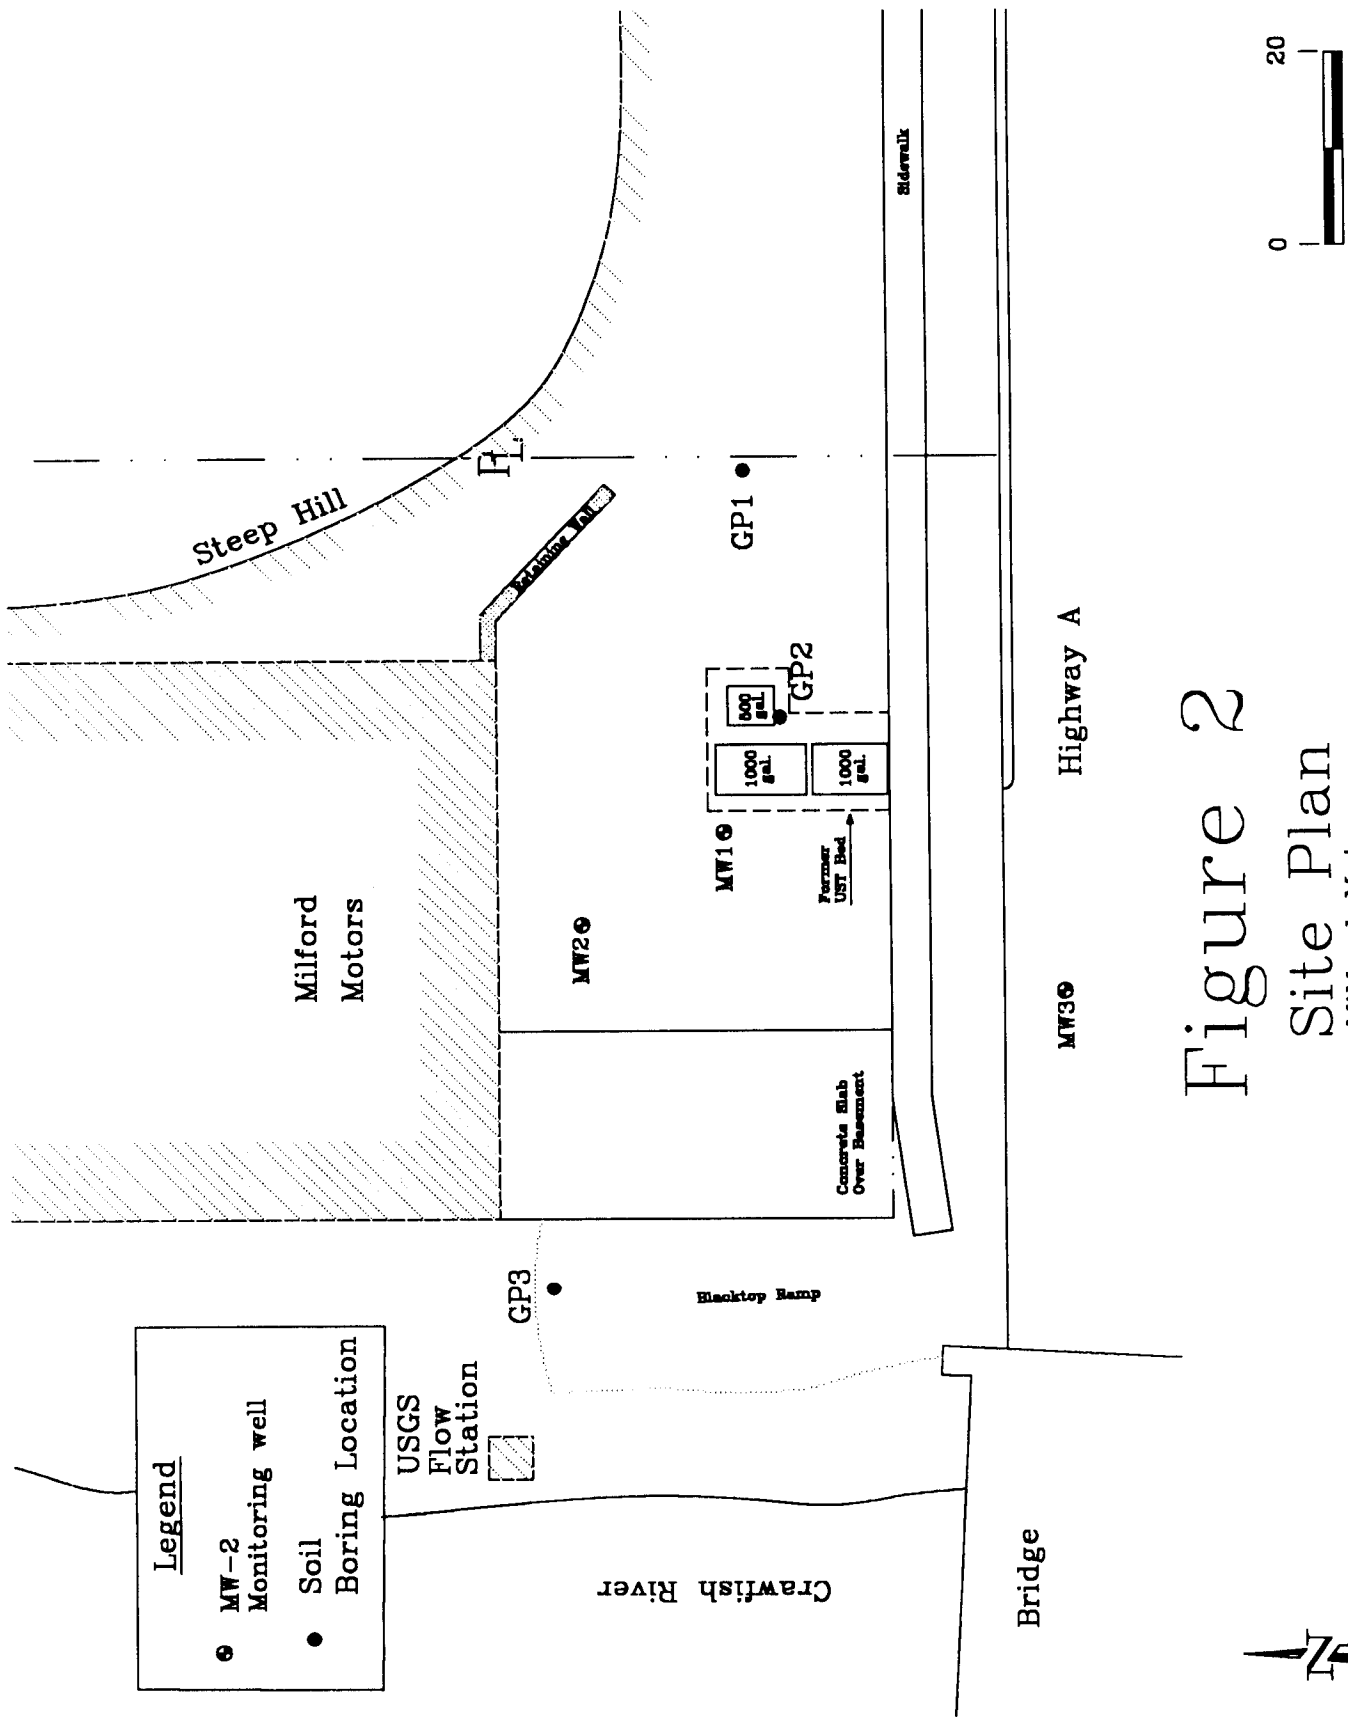 Legend
MW-2
Monitoring well
Soil
Boring Location
USGS
Flow
Station
Crawfish River
Bridge
GP3
Blacktop Ramp
Concrete Slab
Over Basement
Milford
Motors
MW2
MW1
MW3
Former
UST Bed
1000
gal.
1000
gal.
500
gal.
GP2
GP1
Retaining Wall
Steep Hill
PL
Sidewalk
Highway A
0
20
N
Figure 2
Site Plan